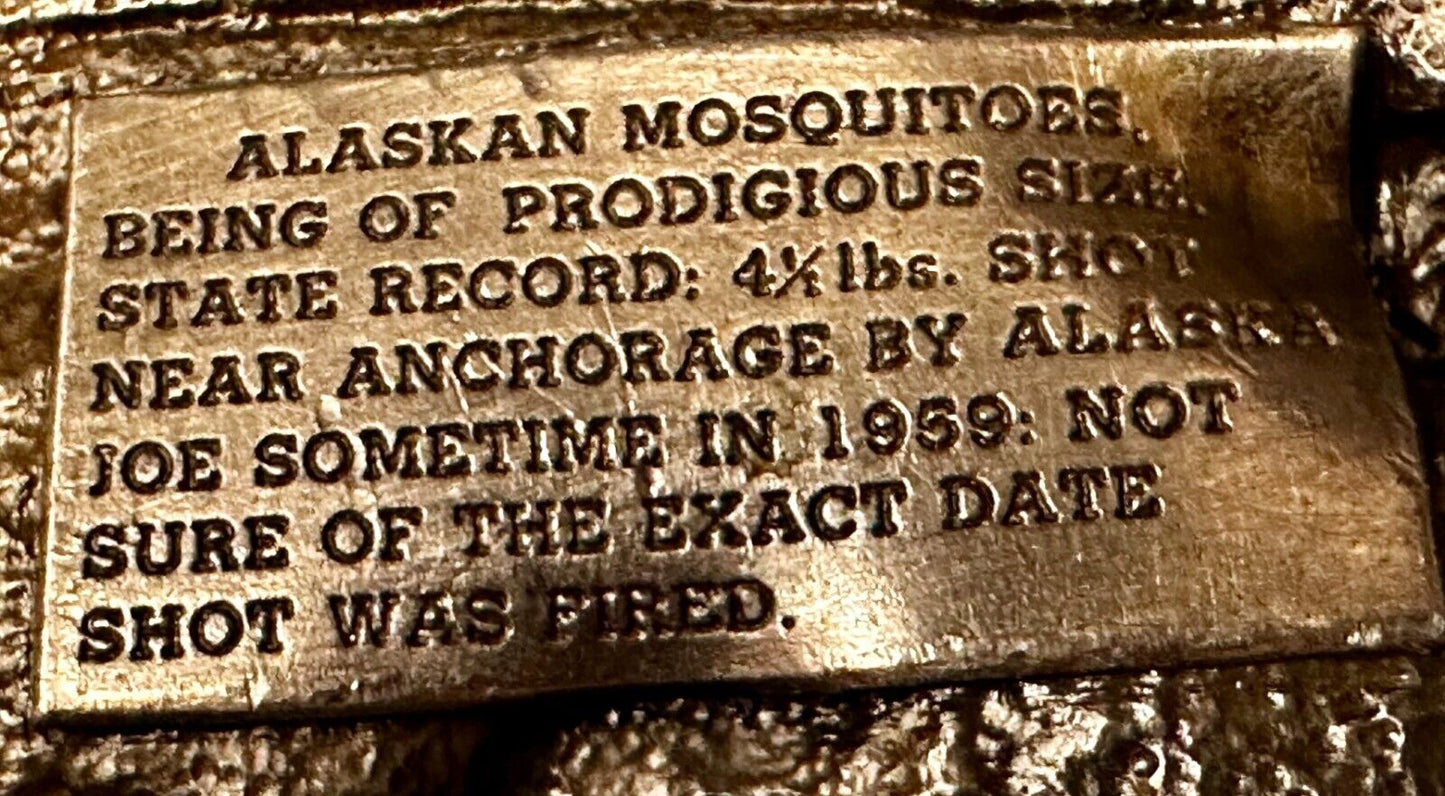 ALASKAN MOSQUITOES,
BEING OF PRODIGIOUS SIZE.
STATE RECORD: 4½ lbs. SHOT
NEAR ANCHORAGE BY ALASKA
JOE SOMETIME IN 1959: NOT
SURE OF THE EXACT DATE
SHOT WAS FIRED.